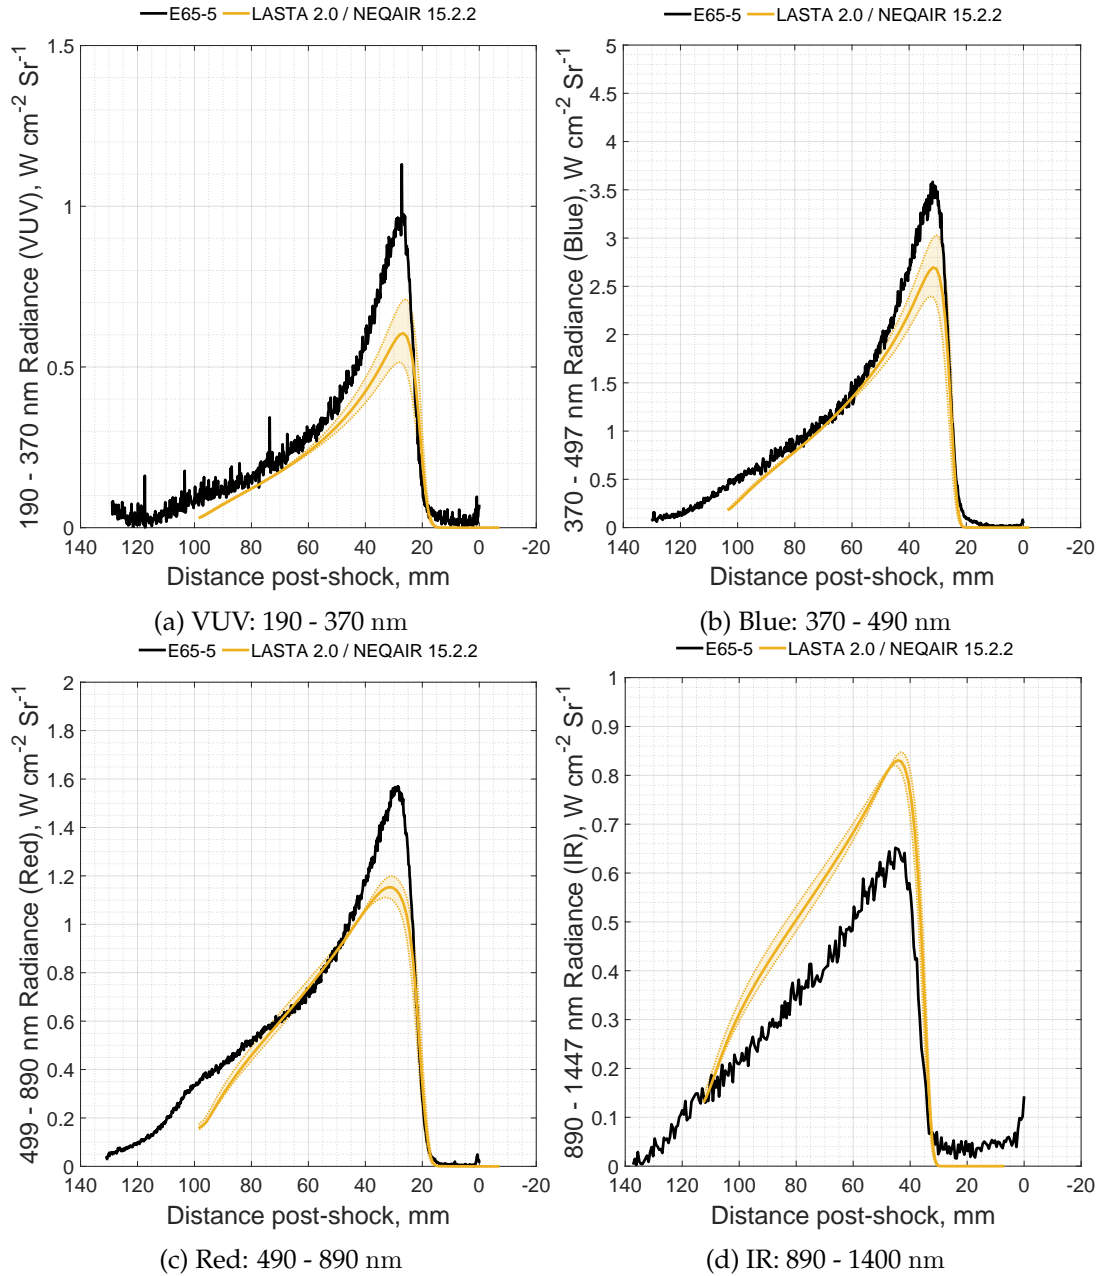 E65-5 LASTA 2.0 / NEQAIR 15.2.2
190 - 370 nm Radiance (VUV), W cm-2 Sr-1
1.5
1
0.5
0
140 120 100 80 60 40 20 0 -20
Distance post-shock, mm
(a) VUV: 190 - 370 nm
E65-5 LASTA 2.0 / NEQAIR 15.2.2
370 - 497 nm Radiance (Blue), W cm-2 Sr-1
5
4.5
4
3.5
3
2.5
2
1.5
1
0.5
0
140 120 100 80 60 40 20 0 -20
Distance post-shock, mm
(b) Blue: 370 - 490 nm
E65-5 LASTA 2.0 / NEQAIR 15.2.2
499 - 890 nm Radiance (Red), W cm-2 Sr-1
2
1.8
1.6
1.4
1.2
1
0.8
0.6
0.4
0.2
0
140 120 100 80 60 40 20 0 -20
Distance post-shock, mm
(c) Red: 490 - 890 nm
E65-5 LASTA 2.0 / NEQAIR 15.2.2
890 - 1447 nm Radiance (IR), W cm-2 Sr-1
1
0.9
0.8
0.7
0.6
0.5
0.4
0.3
0.2
0.1
0
140 120 100 80 60 40 20 0 -20
Distance post-shock, mm
(d) IR: 890 - 1400 nm